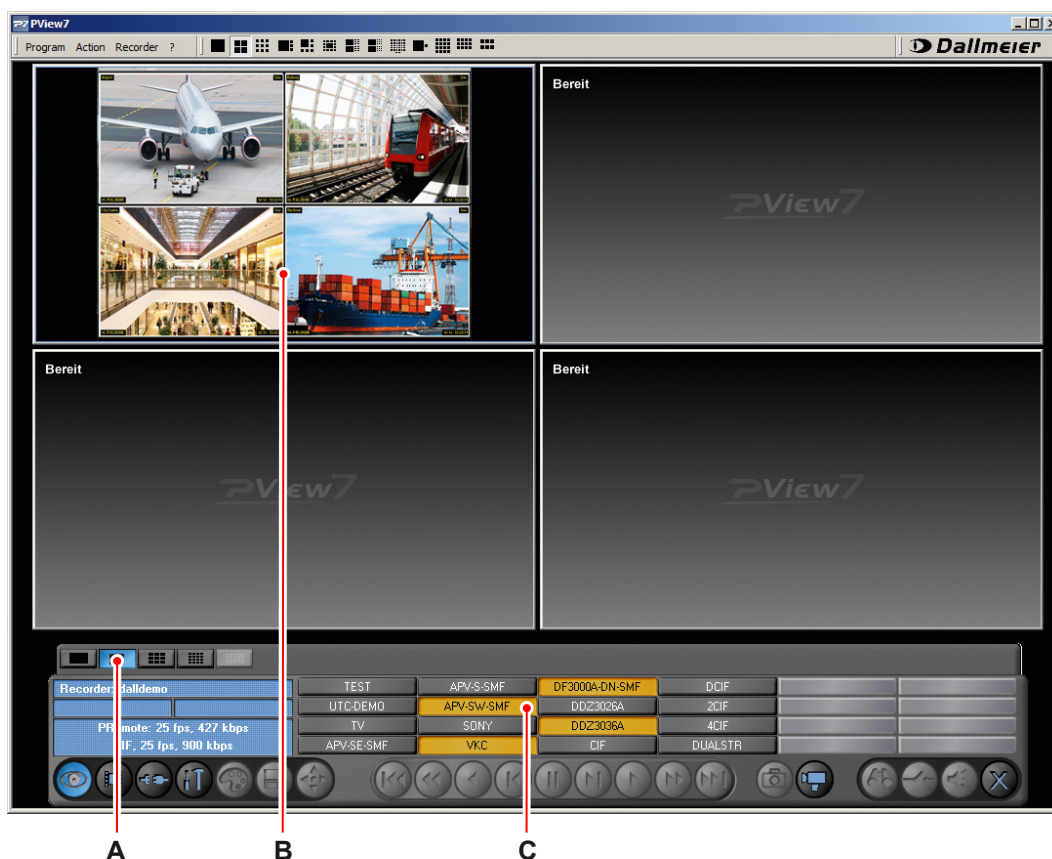 PView7
Program Action Recorder ?
Dallmeier
Bereit
PView7
Bereit
Bereit
PView7
PView7
Recorder: dalldemo
25 fps, 427 kbps
25 fps, 900 kbps
TEST APV-S-SMF DF3000A-DN-SMF DCIF
UTC-DEMO APV-SW-SMF DDZ3026A 2CIF
TV SONY DDZ3036A 4CIF
APV-SE-SMF VKC CIF DUALSTR
A B C